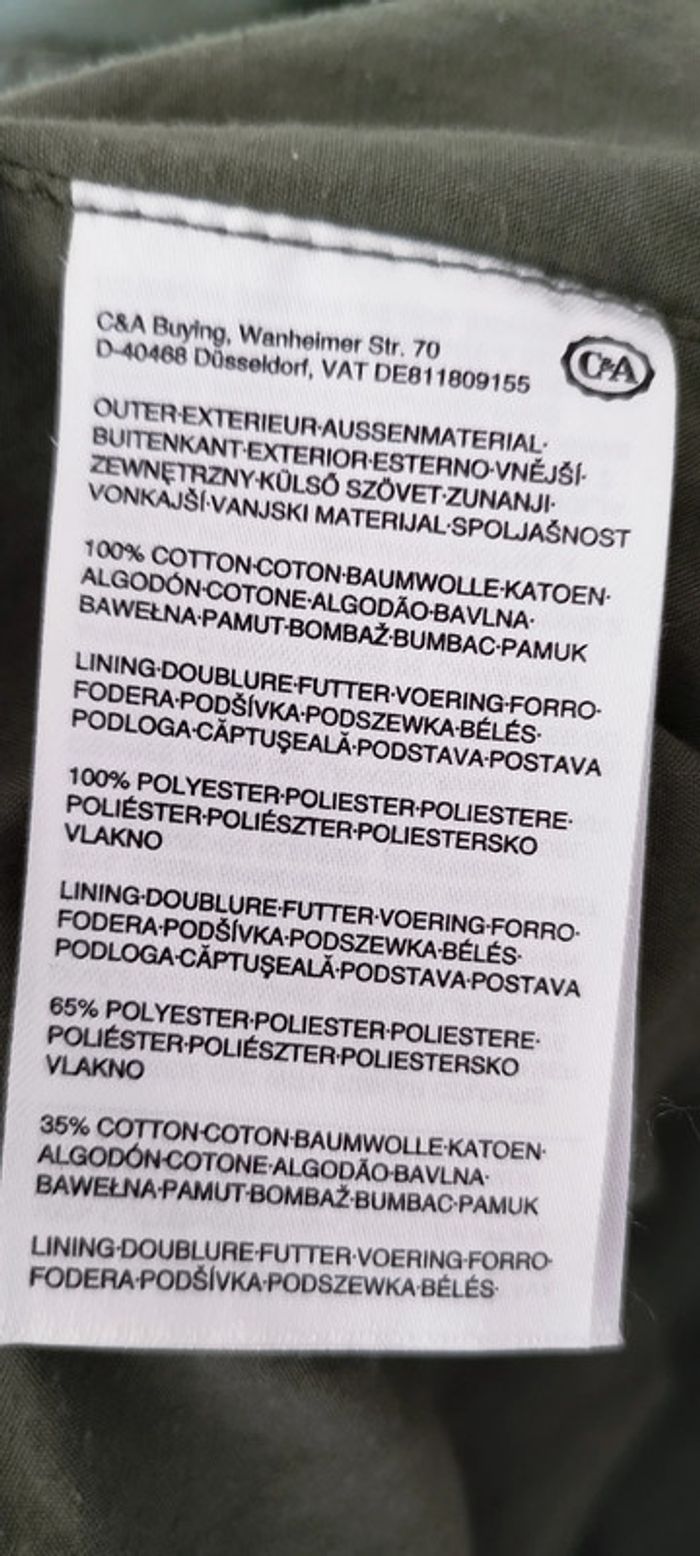 C&A Buying, Wanheimer Str. 70
D-40468 Düsseldorf, VAT DE811809155
C&A
OUTER·EXTERIEUR·AUSSENMATERIAL·
BUITENKANT·EXTERIOR·ESTERNO·VNĚJŠÍ·
ZEWNĘTRZNY·KÜLSŐ SZÖVET·ZUNANJI·
VONKAJŠÍ·VANJSKI MATERIJAL·SPOLJAŠNOST
100% COTTON·COTON·BAUMWOLLE·KATOEN·
ALGODÓN·COTONE·ALGODÃO·BAVLNA·
BAWEŁNA·PAMUT·BOMBAŽ·BUMBAC·PAMUK
LINING·DOUBLURE·FUTTER·VOERING·FORRO·
FODERA·PODŠÍVKA·PODSZEWKA·BÉLÉS·
PODLOGA·CĂPTUŞEALĂ·PODSTAVA·POSTAVA
100% POLYESTER·POLIESTER·POLIESTERE·
POLIÉSTER·POLIÉSZTER·POLIESTERSKO
VLAKNO
LINING·DOUBLURE·FUTTER·VOERING·FORRO·
FODERA·PODŠÍVKA·PODSZEWKA·BÉLÉS·
PODLOGA·CĂPTUŞEALĂ·PODSTAVA·POSTAVA
65% POLYESTER·POLIESTER·POLIESTERE·
POLIÉSTER·POLIÉSZTER·POLIESTERSKO
VLAKNO
35% COTTON·COTON·BAUMWOLLE·KATOEN·
ALGODÓN·COTONE·ALGODÃO·BAVLNA·
BAWEŁNA·PAMUT·BOMBAŽ·BUMBAC·PAMUK
LINING·DOUBLURE·FUTTER·VOERING·FORRO·
FODERA·PODŠÍVKA·PODSZEWKA·BÉLÉS·